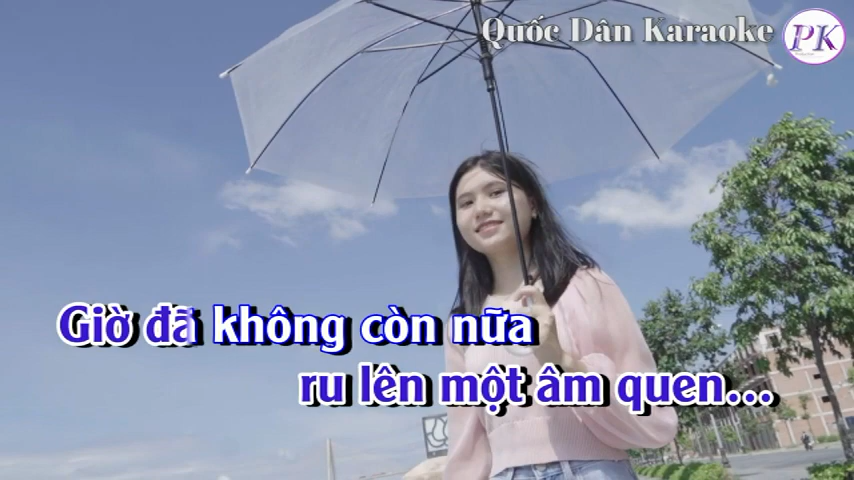 Quốc Dân Karaoke
PK
Giờ đã không còn nữa
ru lên một âm quen...